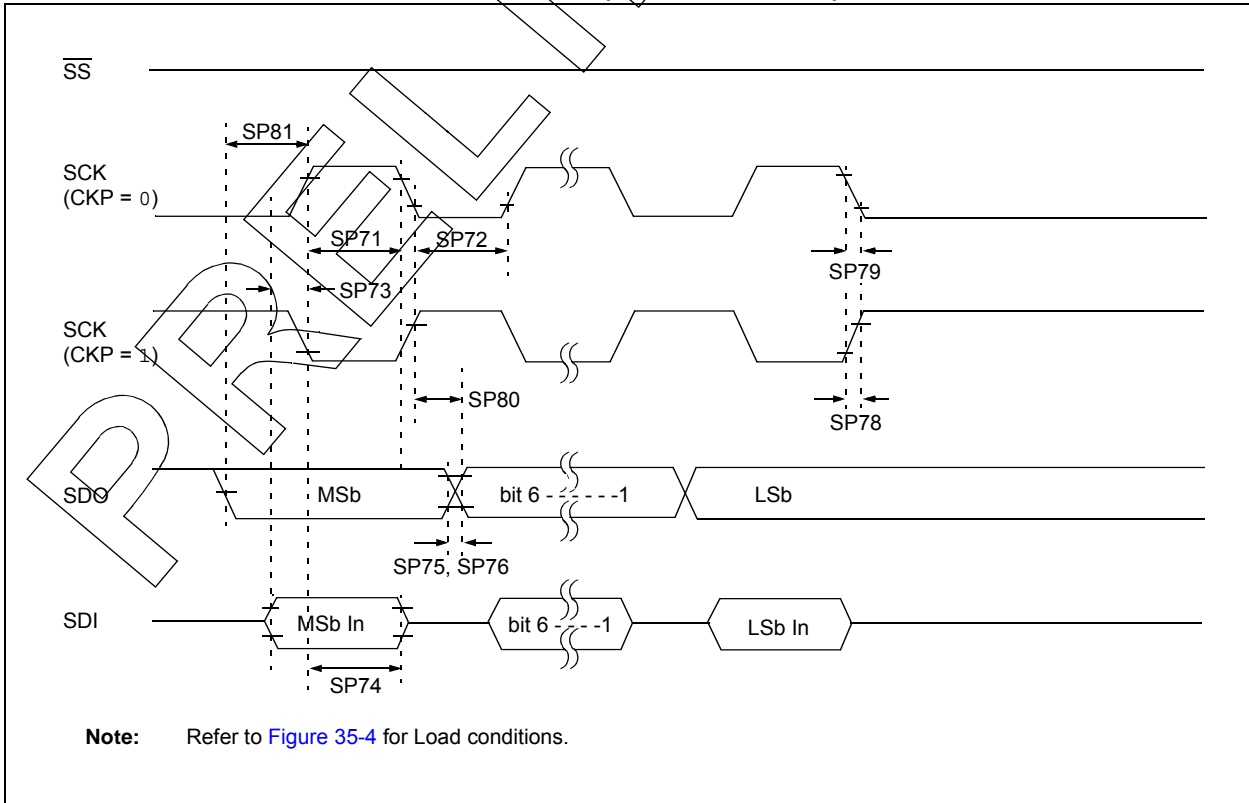 SS
SP81
SCK
(CKP = 0)
SP71 SP72
SP79
SP73
SCK
(CKP = 1)
SP80
SP78
SDO MSb bit 6 - - - - - -1 LSb
SP75, SP76
SDI MSb In bit 6 - - - -1 LSb In
SP74
Note: Refer to Figure 35-4 for Load conditions.